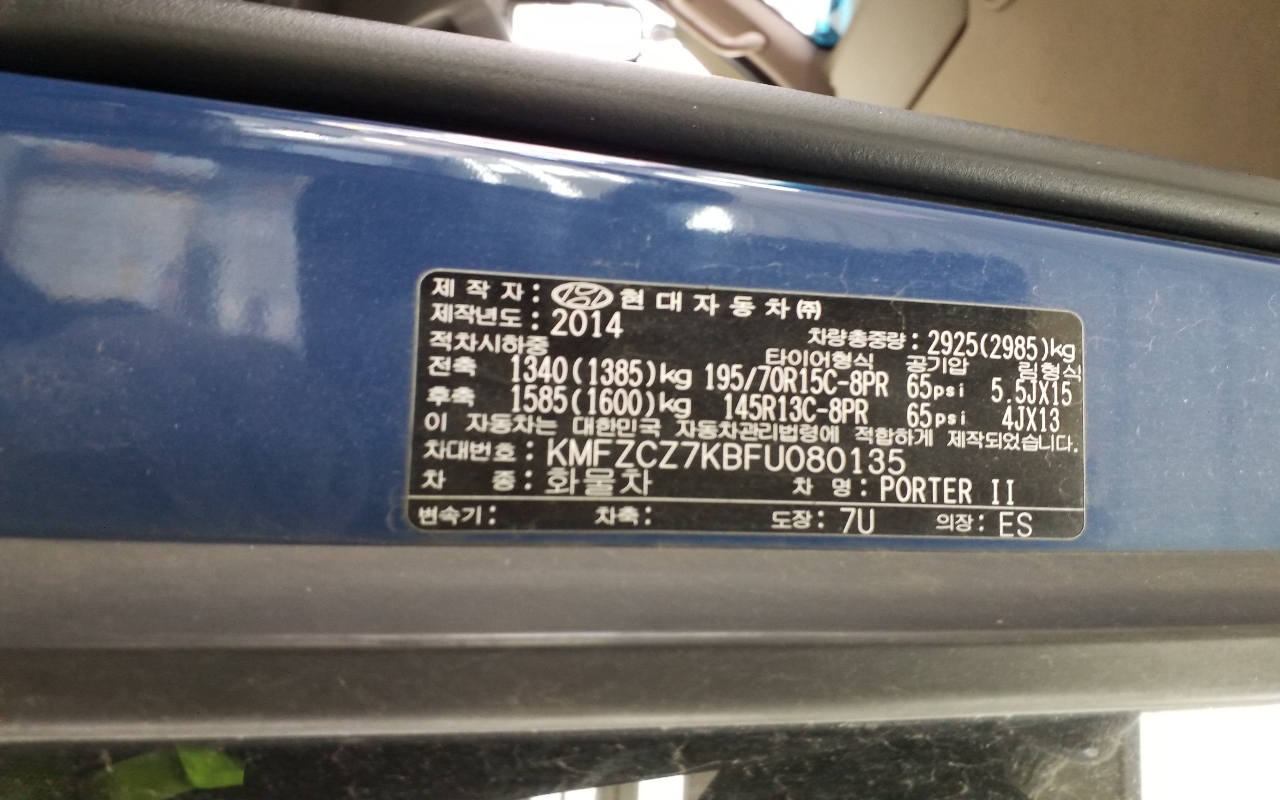 제 작 자 : 현 대 자 동 차 ㈜
제작년도 : 2014 차량총중량 : 2925(2985)kg
적차시하중 타이어형식 공기압 림형식
전축 1340(1385)kg 195/70R15C-8PR 65psi 5.5JX15
후축 1585(1600)kg 145R13C-8PR 65psi 4JX13
이 자동차는 대한민국 자동차관리법령에 적합하게 제작되었습니다.
차대번호 : KMFZCZ7KBFU080135
차 종 : 화물차 차 명 : PORTER II
변속기 : 차축 : 도장 : 7U 의장 : ES